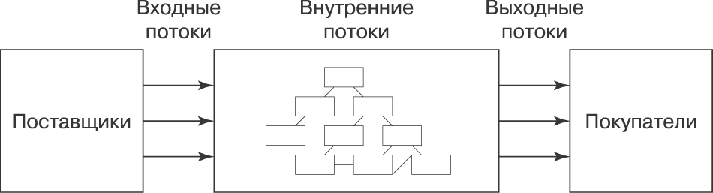 Входные
потоки
Внутренние
потоки
Выходные
потоки
Поставщики
Покупатели